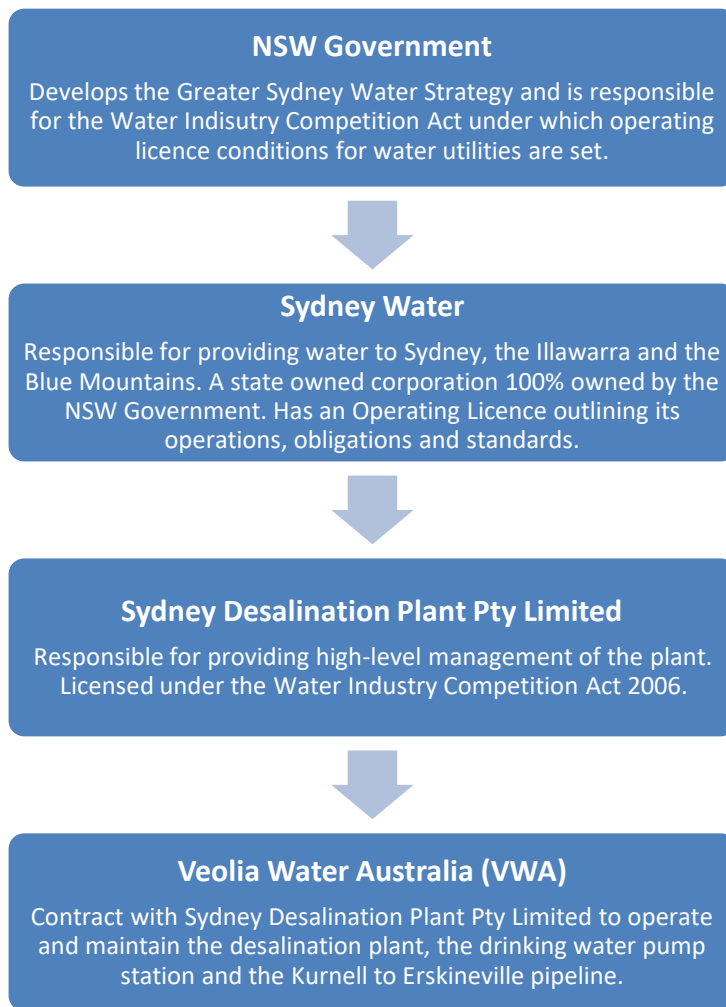 NSW Government
Develops the Greater Sydney Water Strategy and is responsible
for the Water Indisutry Competition Act under which operating
licence conditions for water utilities are set.
Sydney Water
Responsible for providing water to Sydney, the Illawarra and the
Blue Mountains. A state owned corporation 100% owned by the
NSW Government. Has an Operating Licence outlining its
operations, obligations and standards.
Sydney Desalination Plant Pty Limited
Responsible for providing high-level management of the plant.
Licensed under the Water Industry Competition Act 2006.
Veolia Water Australia (VWA)
Contract with Sydney Desalination Plant Pty Limited to operate
and maintain the desalination plant, the drinking water pump
station and the Kurnell to Erskineville pipeline.